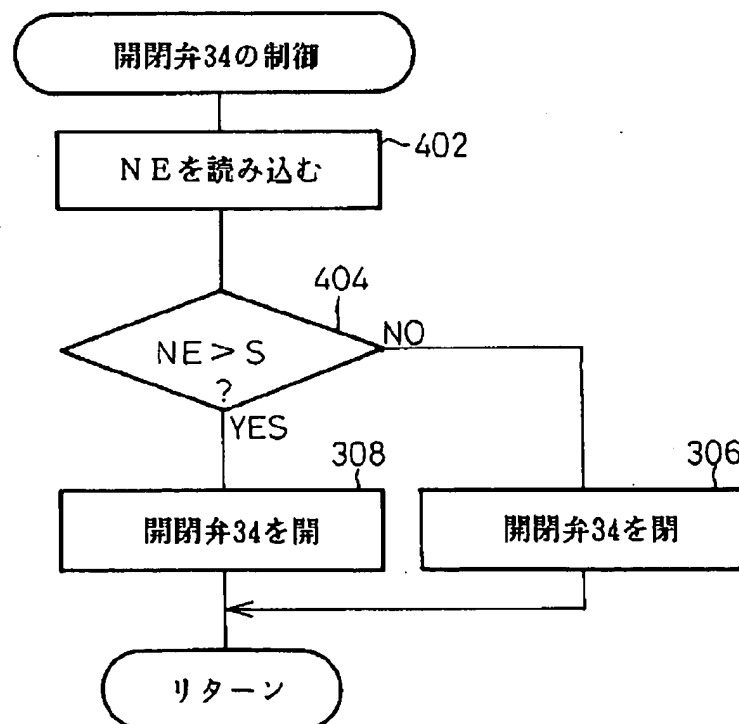 開閉弁34の制御
NEを読み込む
402
404
NE>S
?
NO
YES
308
306
開閉弁34を開
開閉弁34を閉
リターン